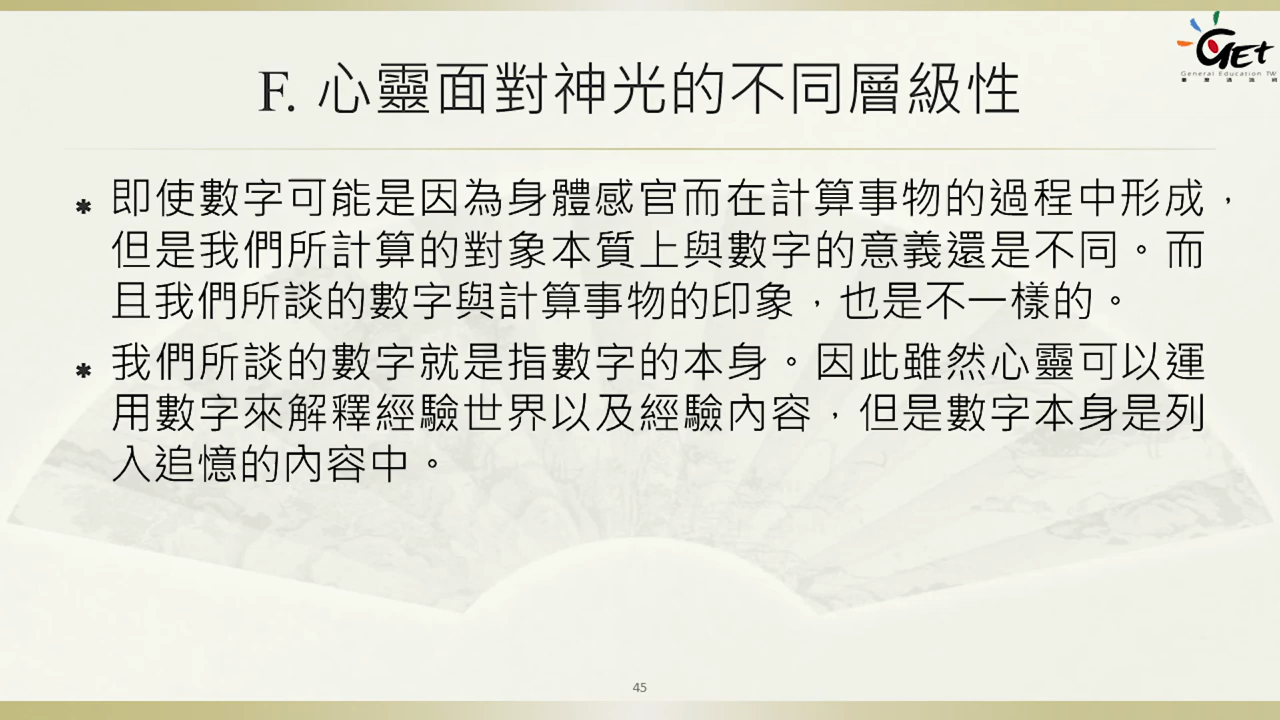 GET
General Education TW
F. 心靈面對神光的不同層級性
* 即使數字可能是因為身體感官而在計算事物的過程中形成，
但是我們所計算的對象本質上與數字的意義還是不同。而
且我們所談的數字與計算事物的印象，也是不一樣的。
* 我們所談的數字就是指數字的本身。因此雖然心靈可以運
用數字來解釋經驗世界以及經驗內容，但是數字本身是列
入追憶的內容中。
45